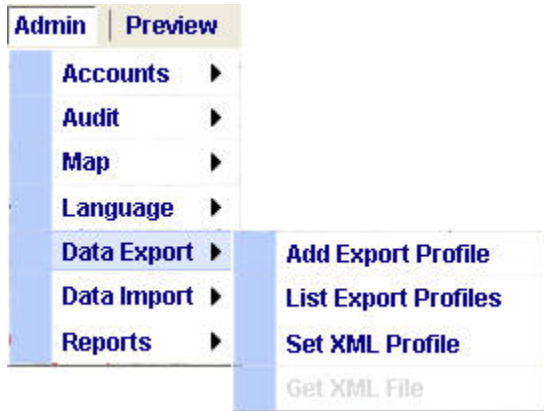 Admin | Preview
Accounts
Audit
Map
Language
Data Export
Data Import
Reports
Add Export Profile
List Export Profiles
Set XML Profile
Get XML File